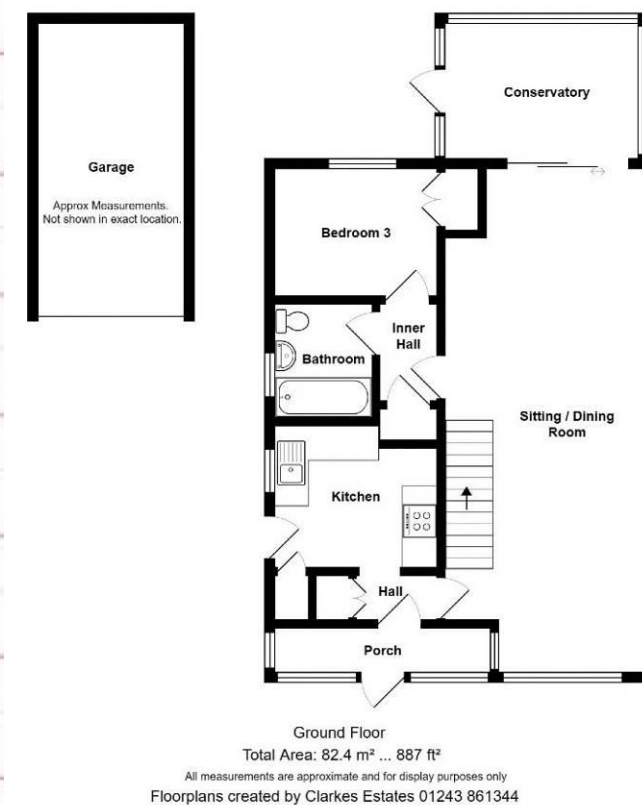 Garage
Approx Measurements.
Not shown in exact location.
Conservatory
Bedroom 3
Inner
Hall
Bathroom
Sitting / Dining
Room
Kitchen
Hall
Porch
Ground Floor
Total Area: 82.4 m² ... 887 ft²
All measurements are approximate and for display purposes only
Floorplans created by Clarkes Estates 01243 861344